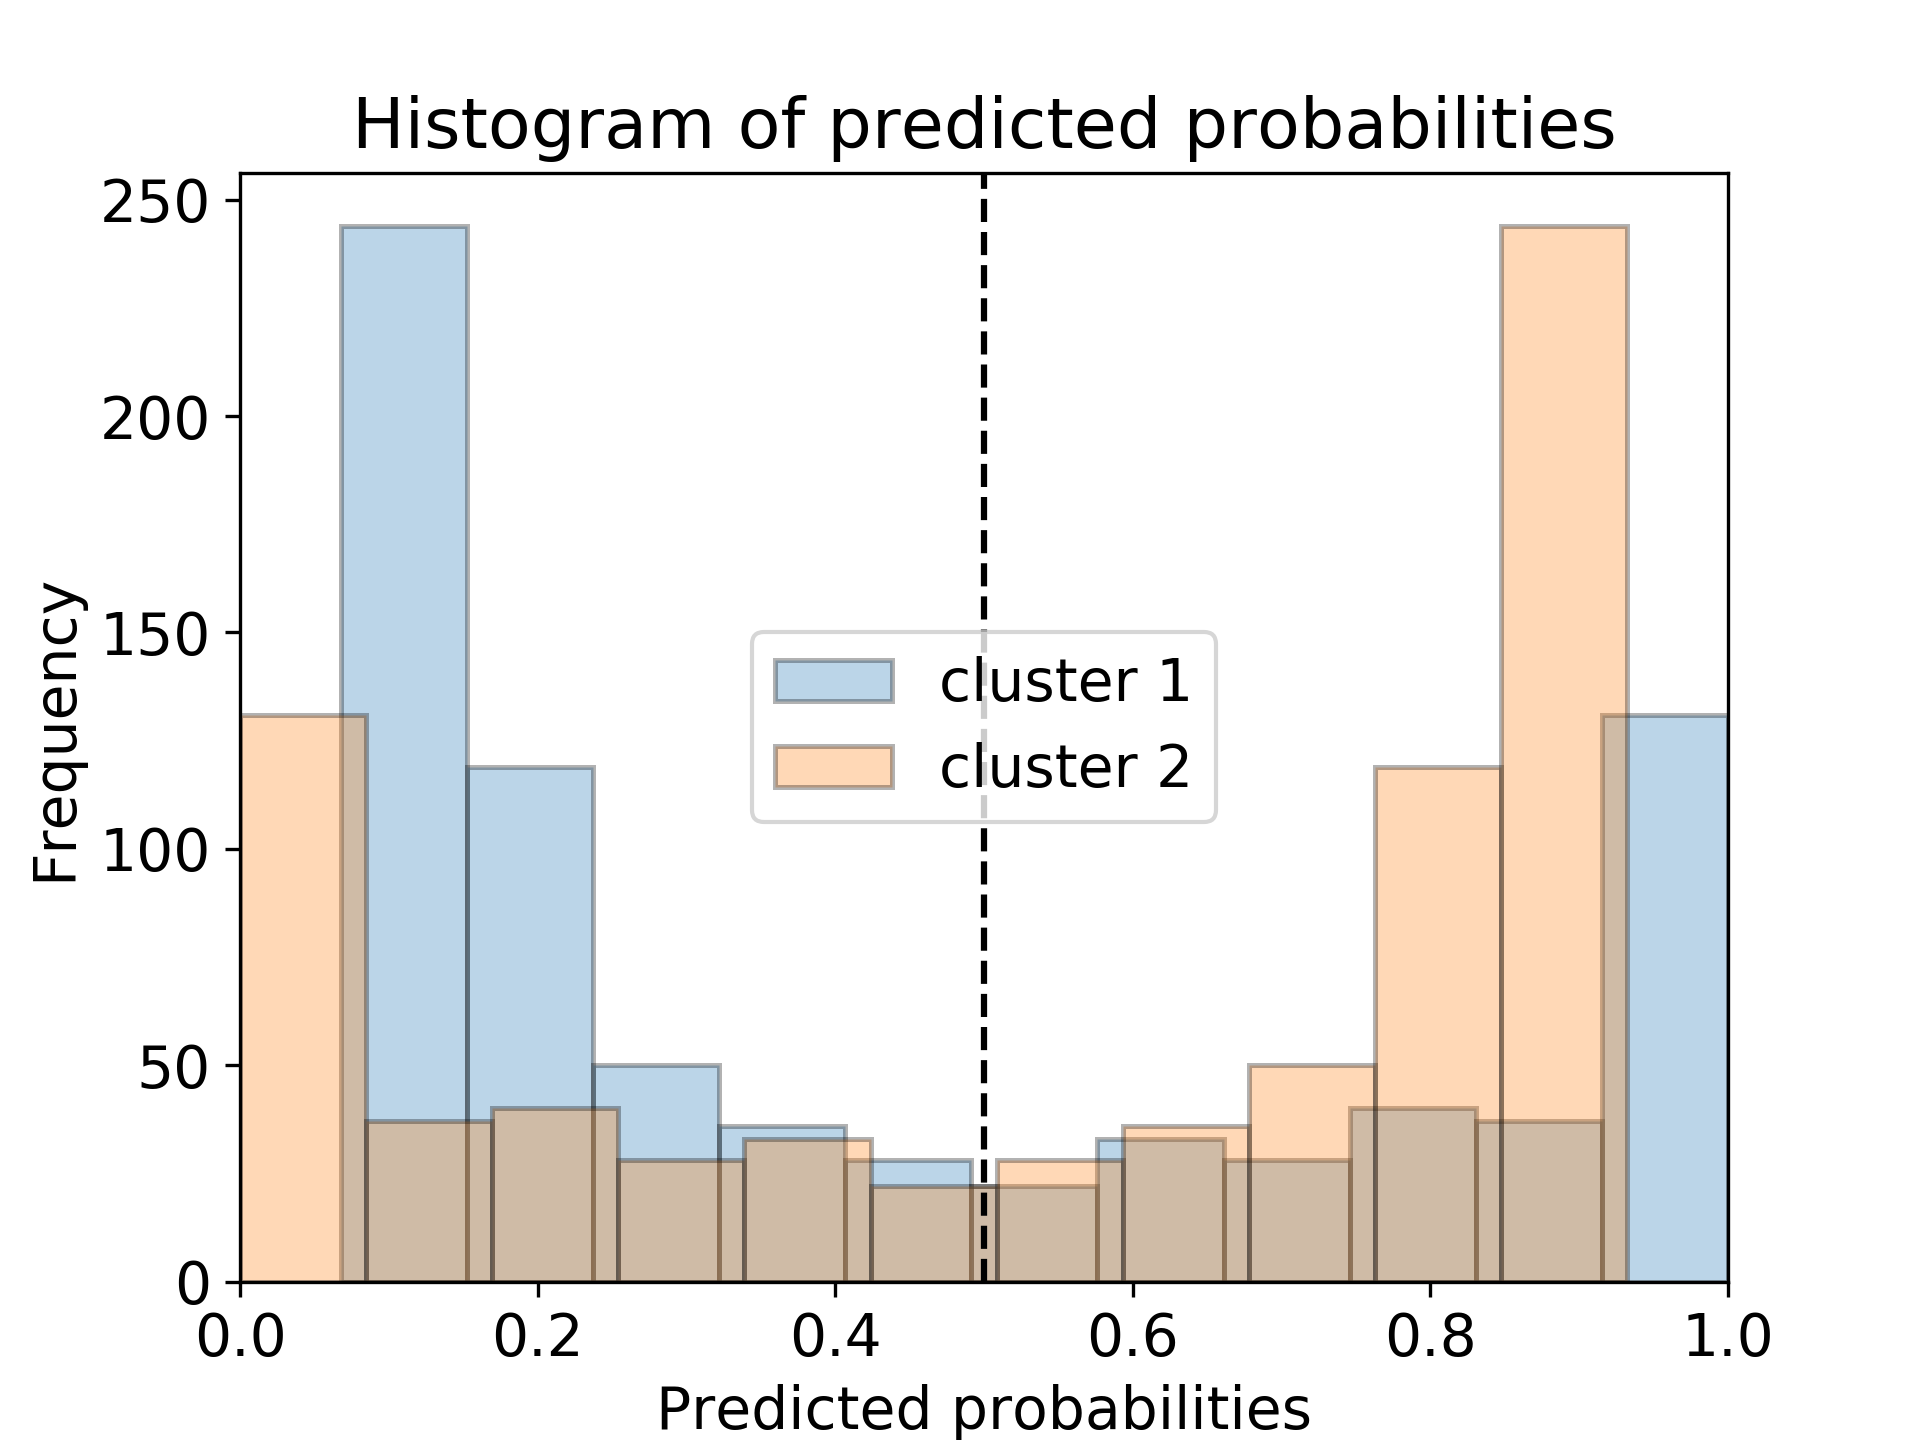 Histogram of predicted probabilities
250
200
150
100
50
0
Frequency
cluster 1
cluster 2
0.0 0.2 0.4 0.6 0.8 1.0
Predicted probabilities